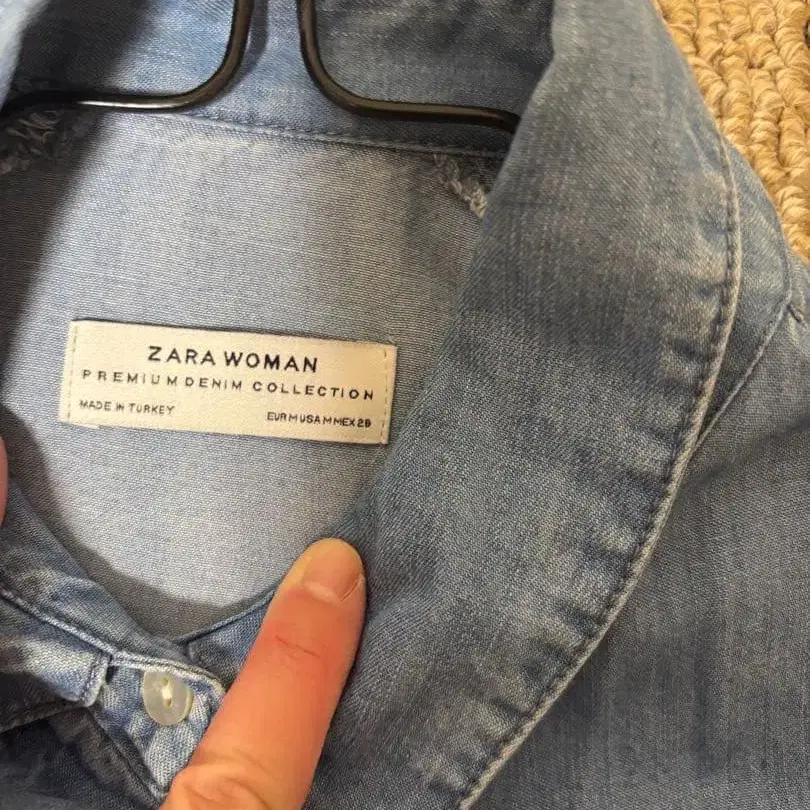 ZARA WOMAN
PREMIUM DENIM COLLECTION
MADE IN TURKEY
EUR M USA M MEX 28